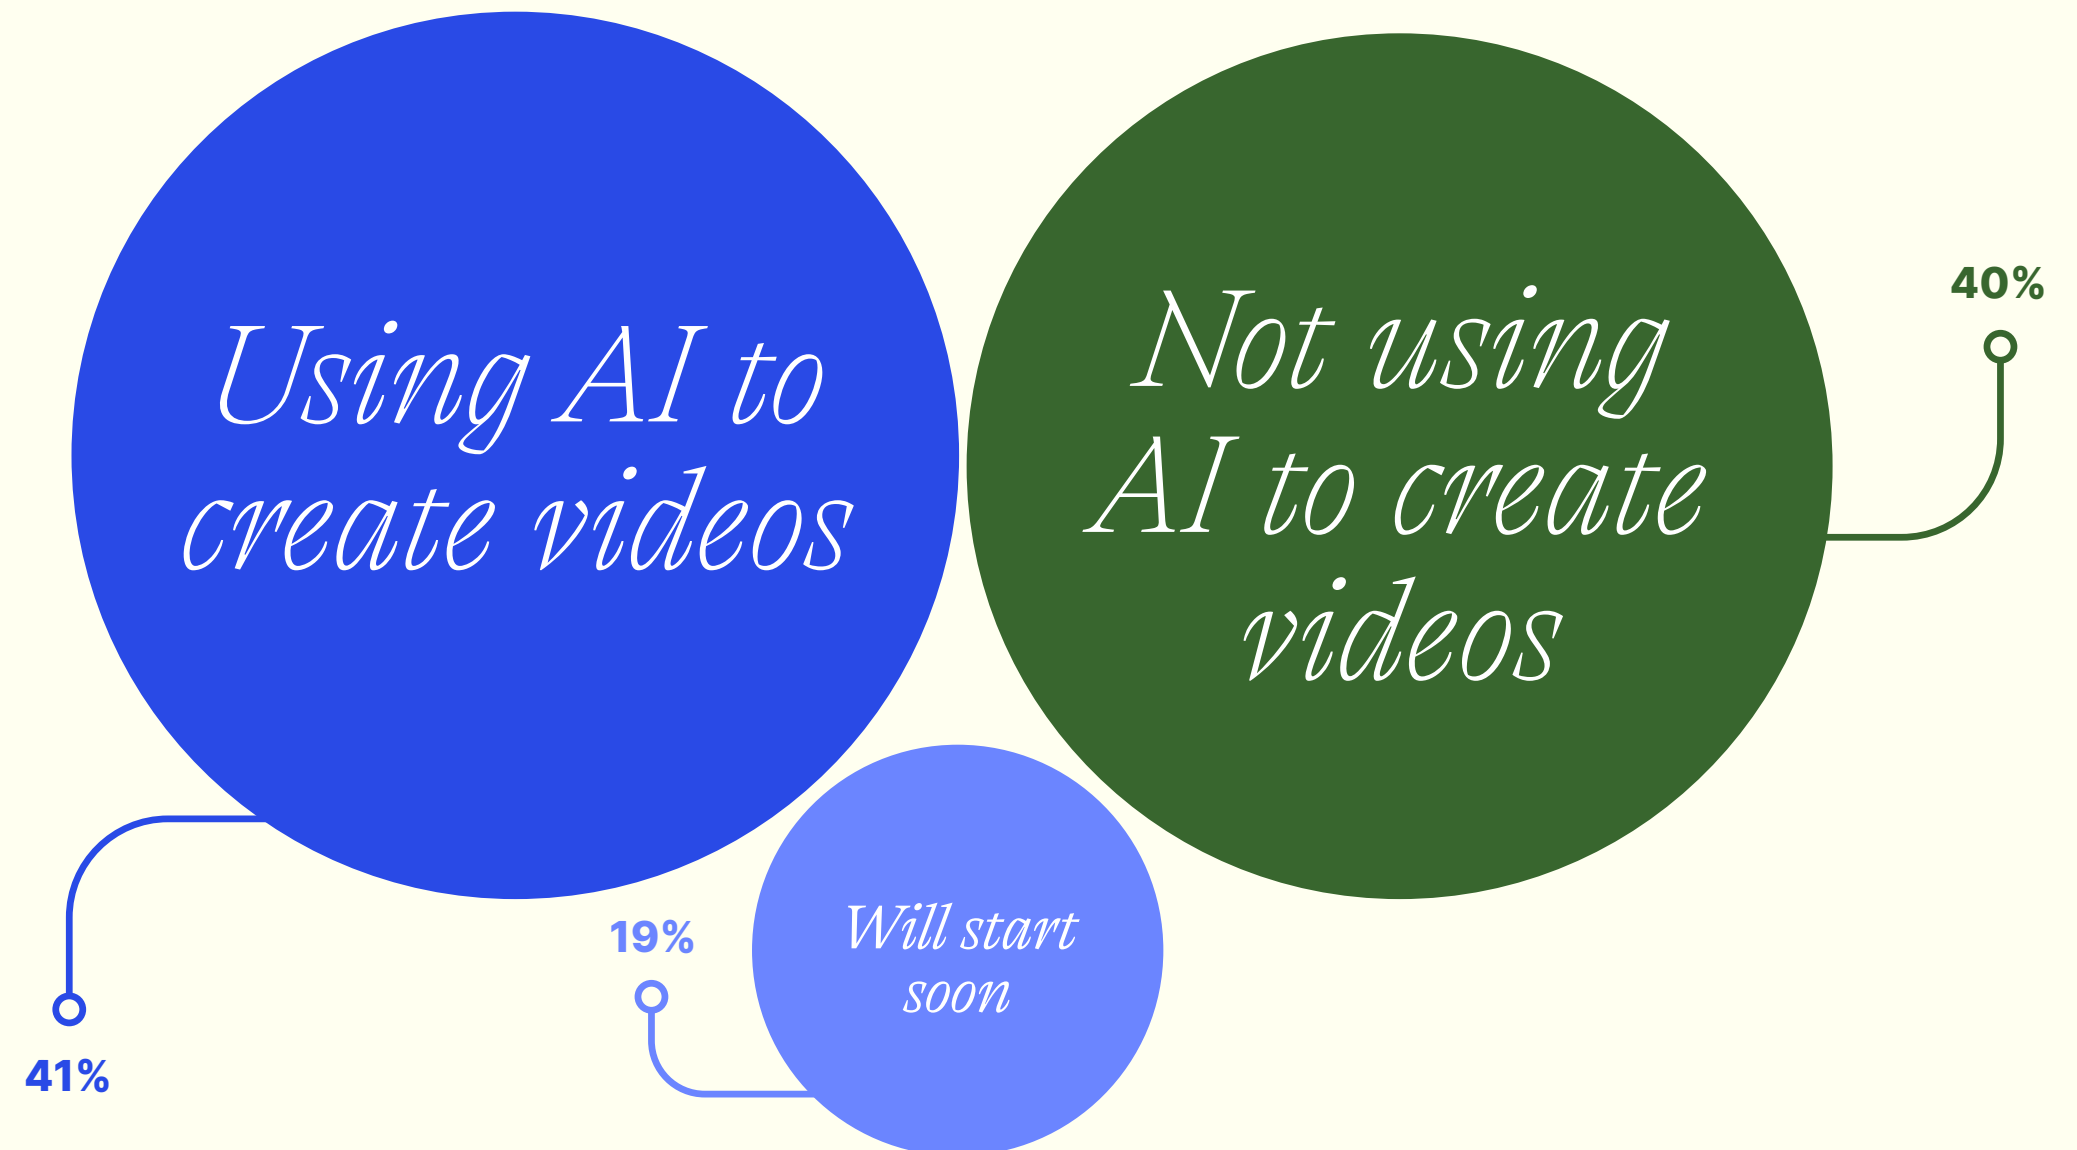 Using AI to
create videos
41%
Not using
AI to create
videos
40%
Will start
soon
19%